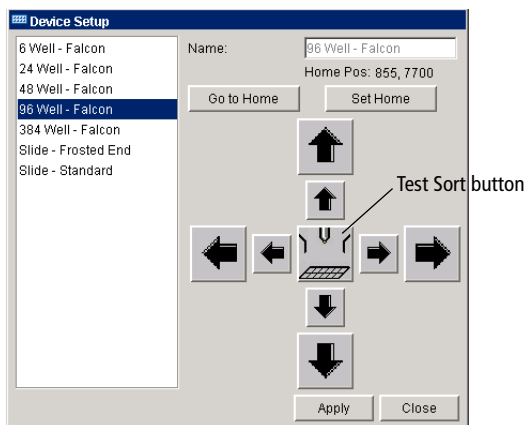 Device Setup
6 Well - Falcon
24 Well - Falcon
48 Well - Falcon
96 Well - Falcon
384 Well - Falcon
Slide - Frosted End
Slide - Standard
Name: 96 Well - Falcon
Home Pos: 855, 7700
Go to Home Set Home
Test Sort button
Apply Close